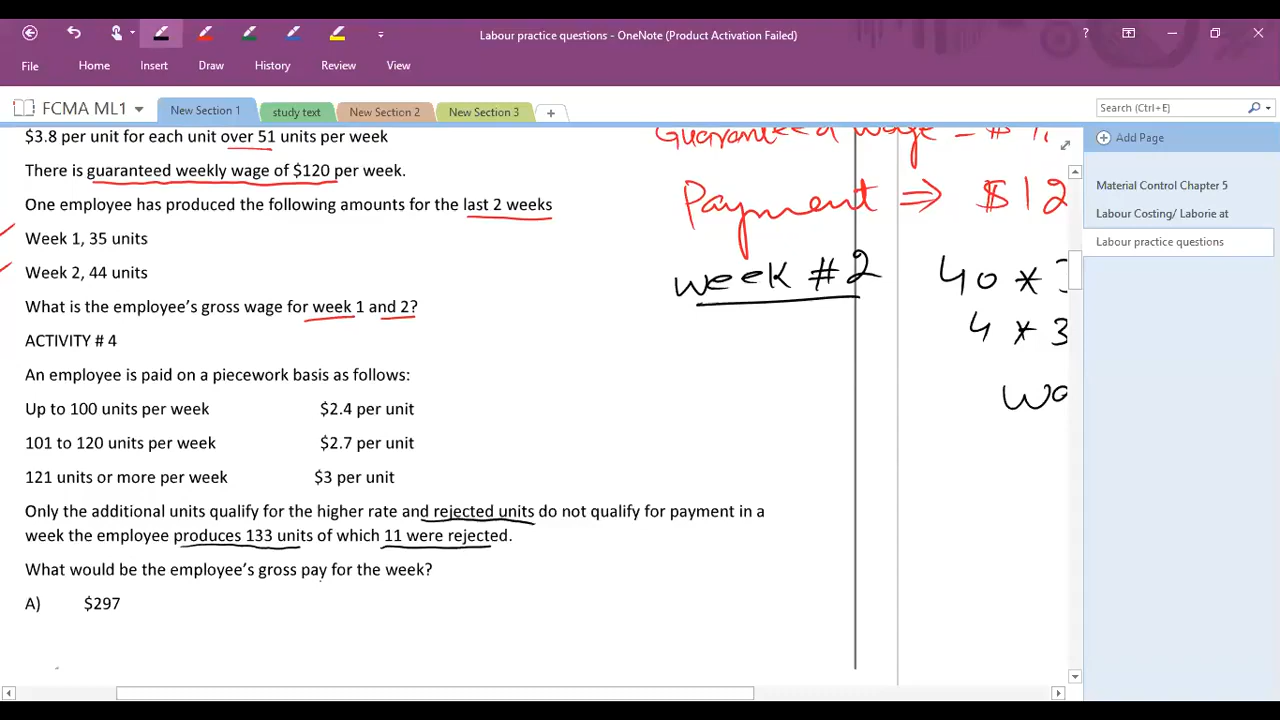 Labour practice questions - OneNote (Product Activation Failed)
?
File
Home
Insert
Draw
History
Review
View
FCMA ML1
New Section 1
study text
New Section 2
New Section 3
Search (Ctrl+E)
Add Page
Material Control Chapter 5
Labour Costing/ Laborie at
Labour practice questions
$3.8 per unit for each unit over 51 units per week
There is guaranteed weekly wage of $120 per week.
One employee has produced the following amounts for the last 2 weeks
Week 1, 35 units
Week 2, 44 units
What is the employee's gross wage for week 1 and 2?
ACTIVITY # 4
An employee is paid on a piecework basis as follows:
Up to 100 units per week $2.4 per unit
101 to 120 units per week $2.7 per unit
121 units or more per week $3 per unit
Only the additional units qualify for the higher rate and rejected units do not qualify for payment in a
week the employee produces 133 units of which 11 were rejected.
What would be the employee's gross pay for the week?
A) $297
Guaranteed wage = $
Payment ⇒ $12
week #2
40 * 3
4 * 3